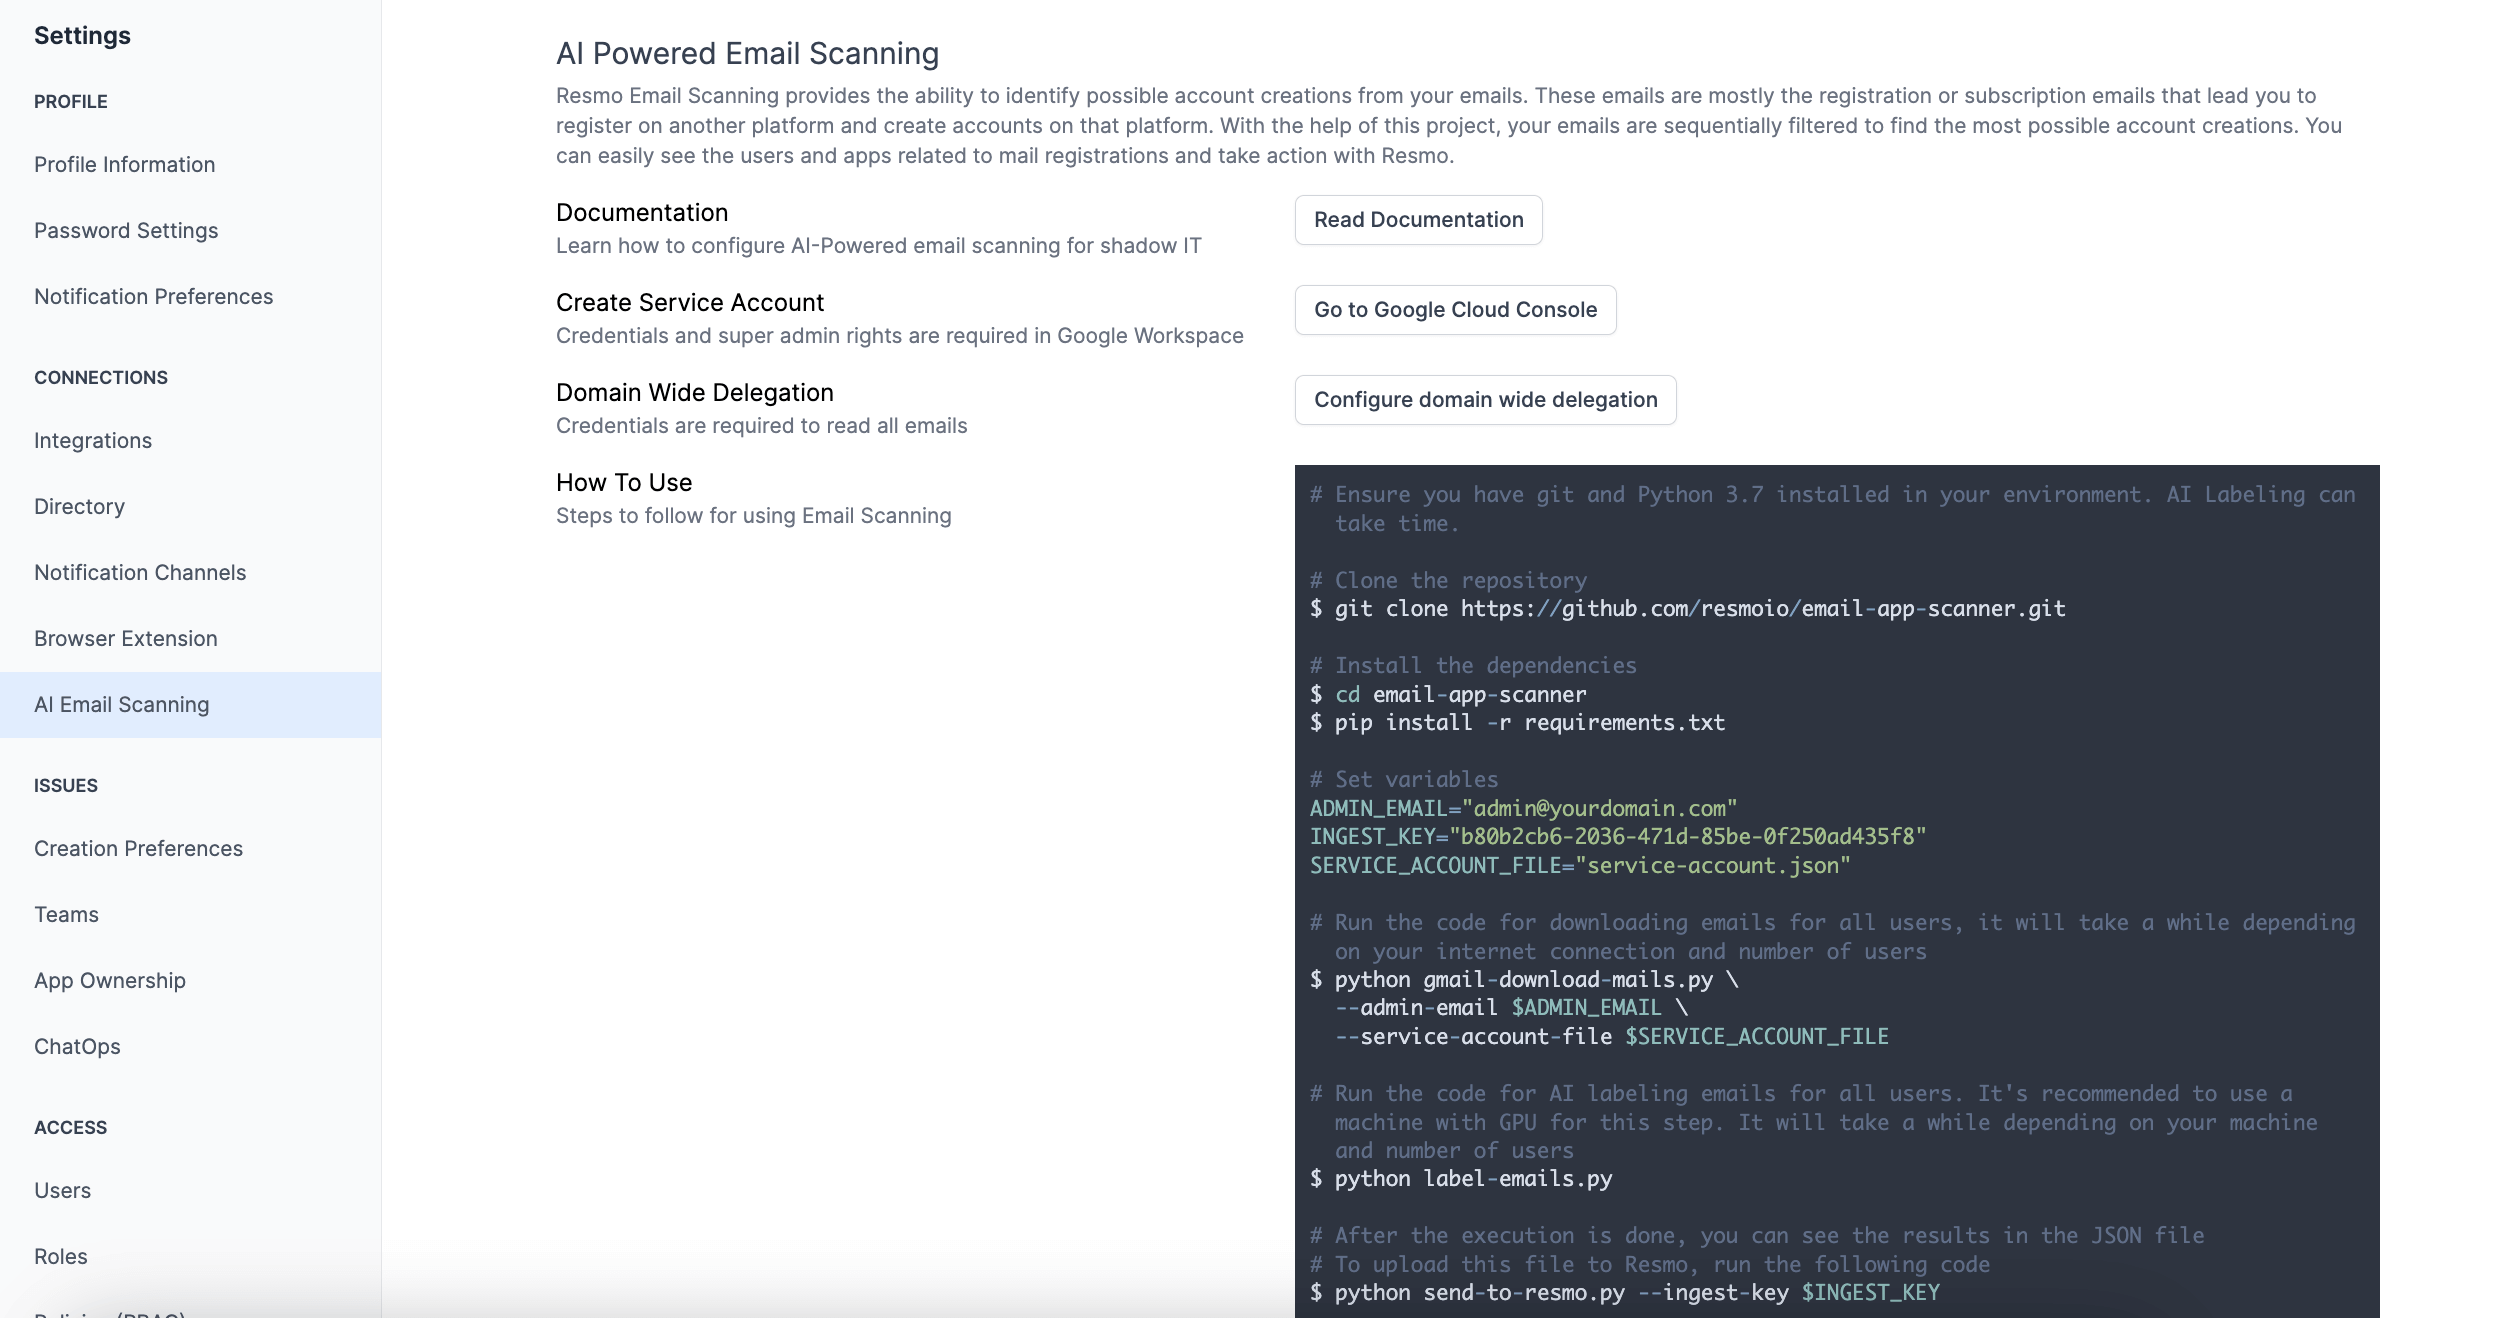 Settings
PROFILE
Profile Information
Password Settings
Notification Preferences
CONNECTIONS
Integrations
Directory
Notification Channels
Browser Extension
AI Email Scanning
ISSUES
Creation Preferences
Teams
App Ownership
ChatOps
ACCESS
Users
Roles
AI Powered Email Scanning
Resmo Email Scanning provides the ability to identify possible account creations from your emails. These emails are mostly the registration or subscription emails that lead you to
register on another platform and create accounts on that platform. With the help of this project, your emails are sequentially filtered to find the most possible account creations. You
can easily see the users and apps related to mail registrations and take action with Resmo.
Documentation
Learn how to configure AI-Powered email scanning for shadow IT
Read Documentation
Create Service Account
Credentials and super admin rights are required in Google Workspace
Go to Google Cloud Console
Domain Wide Delegation
Credentials are required to read all emails
Configure domain wide delegation
How To Use
Steps to follow for using Email Scanning
# Ensure you have git and Python 3.7 installed in your environment. AI Labeling can
take time.
# Clone the repository
$ git clone https://github.com/resmoio/email-app-scanner.git
# Install the dependencies
$ cd email-app-scanner
$ pip install -r requirements.txt
# Set variables
ADMIN_EMAIL="admin@yourdomain.com"
INGEST_KEY="b80b2cb6-2036-471d-85be-0f250ad435f8"
SERVICE_ACCOUNT_FILE="service-account.json"
# Run the code for downloading emails for all users, it will take a while depending
on your internet connection and number of users
$ python gmail-download-mails.py \
--admin-email $ADMIN_EMAIL \
--service-account-file $SERVICE_ACCOUNT_FILE
# Run the code for AI labeling emails for all users. It's recommended to use a
machine with GPU for this step. It will take a while depending on your machine
and number of users
$ python label-emails.py
# After the execution is done, you can see the results in the JSON file
# To upload this file to Resmo, run the following code
$ python send-to-resmo.py --ingest-key $INGEST_KEY